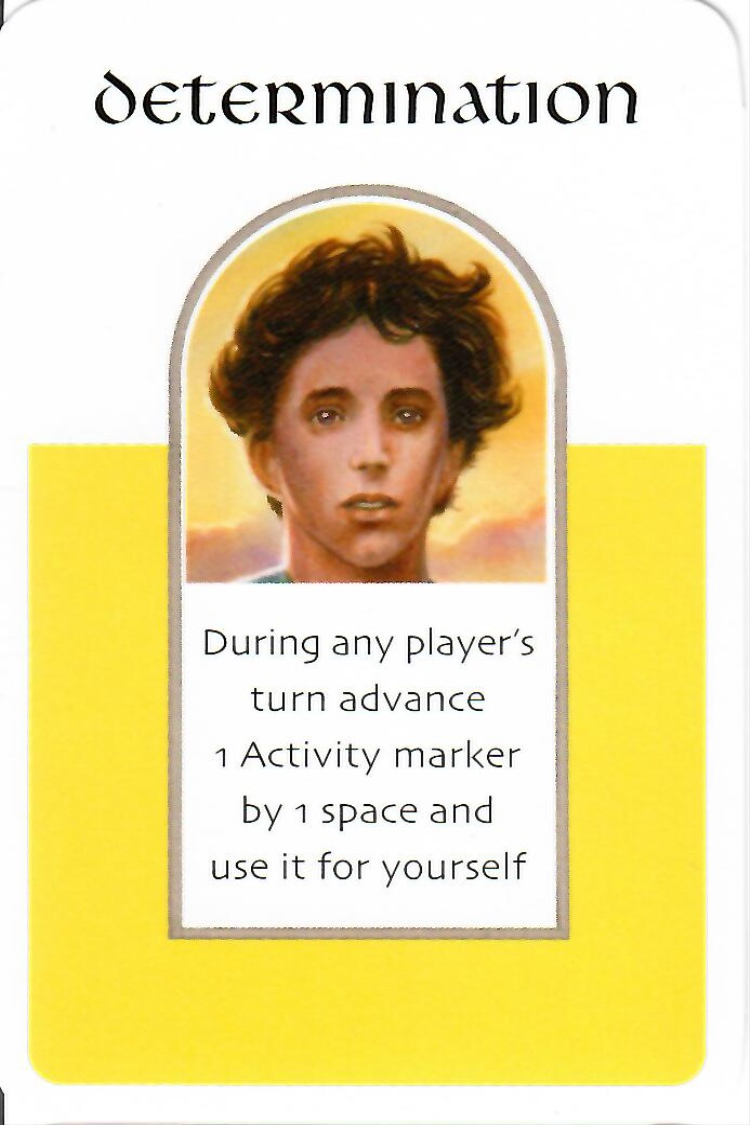 determination
During any player's
turn advance
1 Activity marker
by 1 space and
use it for yourself